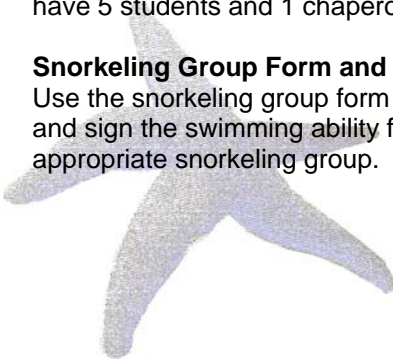 have 5 students and 1
Snorkeling Group Form and
Use the snorkeling group form
and sign the swimming ability
appropriate snorkeling group.